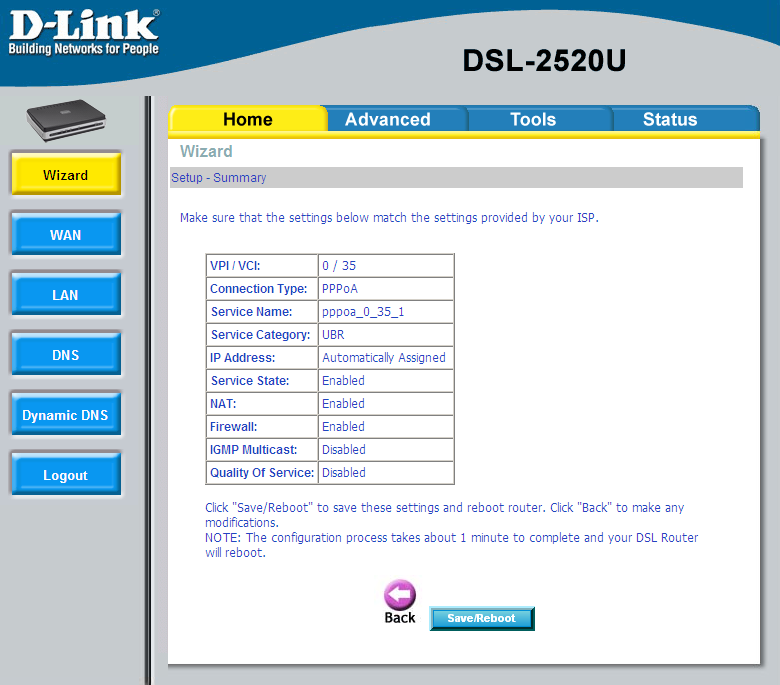 D-Link
Building Networks for People
DSL-2520U
Home Advanced Tools Status
Wizard
WAN
LAN
DNS
Dynamic DNS
Logout
Wizard
Setup - Summary
Make sure that the settings below match the settings provided by your ISP.
VPI / VCI: 0 / 35
Connection Type: PPPoA
Service Name: pppoa_0_35_1
Service Category: UBR
IP Address: Automatically Assigned
Service State: Enabled
NAT: Enabled
Firewall: Enabled
IGMP Multicast: Disabled
Quality Of Service: Disabled
Click "Save/Reboot" to save these settings and reboot router. Click "Back" to make any
modifications.
NOTE: The configuration process takes about 1 minute to complete and your DSL Router
will reboot.
Back
Save/Reboot